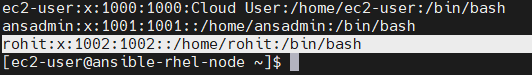 ec2-user:x:1000:1000:Cloud User:/home/ec2-user:/bin/bash
ansadmin:x:1001:1001::/home/ansadmin:/bin/bash
rohit:x:1002:1002::/home/rohit:/bin/bash
[ec2-user@ansible-rhel-node ~]$